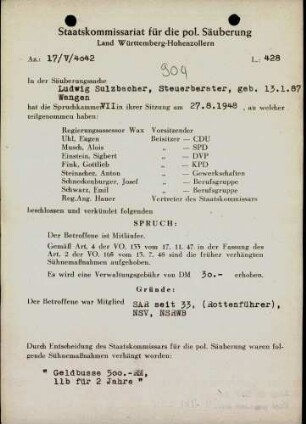 Staatskommissariat für die pol. Säuberung
Land Württemberg-Hohenzollern
Az.: 17/V/4042 L.: 428
904
In der Säuberungssache
Ludwig Sulzbacher, Steuerberater, geb. 13.1.87
Wangen
hat die Spruchkammer VII in ihrer Sitzung am 27.8.1948, an welcher
teilgenommen haben:
Regierungsassessor Wax Vorsitzender
Uhl, Eugen Beisitzer — CDU
Musch, Alois „ — SPD
Einstein, Sigbert „ — DVP
Fink, Gottlieb „ — KPD
Steinacher, Anton „ — Gewerkschaften
Schneckenburger, Josef „ — Berufsgruppe
Schwarz, Emil „ — Berufsgruppe
Reg.Ang. Hauer Vertreter des Staatskommissars
beschlossen und verkündet folgenden
SPRUCH:
Der Betroffene ist Mitläufer.
Gemäß Art. 4 der VO. 133 vom 17. 11. 47 in der Fassung des
Art. 2 der VO. 165 vom 13. 7. 48 sind die früher verhängten
Sühnemaßnahmen aufgehoben.
Es wird eine Verwaltungsgebühr von DM 30.- erhoben.
Gründe:
Der Betroffene war Mitglied
SAR seit 33, (Rottenführer),
NSV, NSRWB
Durch Entscheidung des Staatskommissars für die pol. Säuberung waren folgende
Sühnemaßnahmen verhängt worden:
" Geldbusse 500.-RM,
11b für 2 Jahre "